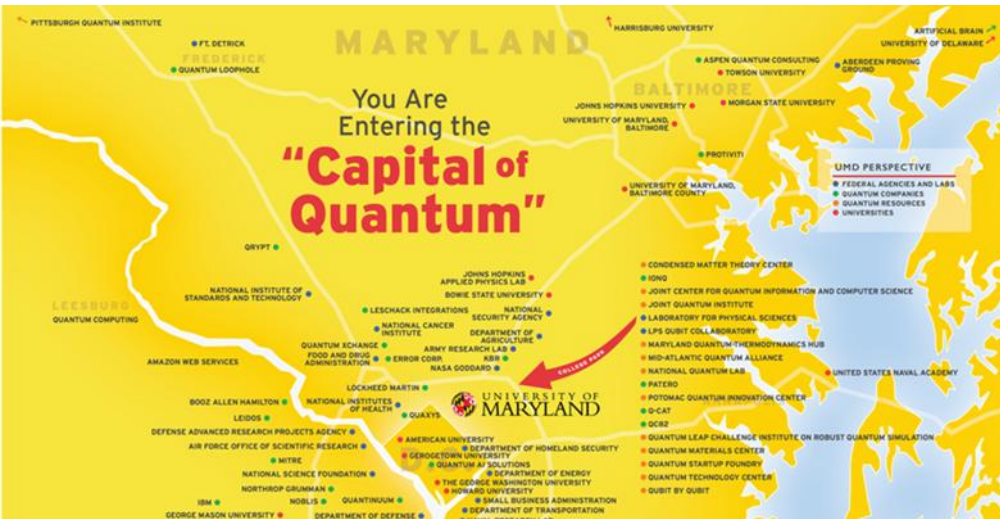 PITTSBURGH QUANTUM INSTITUTE
HARRISBURG UNIVERSITY
ARTIFICIAL BRAIN
UNIVERSITY OF DELAWARE
MARYLAND
FT. DETRICK
FREDERICK
QUANTUM LOOPHOLE
ASPEN QUANTUM CONSULTING
TOWSON UNIVERSITY
ABERDEEN PROVING
GROUND
BALTIMORE
JOHNS HOPKINS UNIVERSITY
MORGAN STATE UNIVERSITY
UNIVERSITY OF MARYLAND,
BALTIMORE
PROTIVITI
UNIVERSITY OF MARYLAND,
BALTIMORE COUNTY
You Are
Entering the
“Capital of
Quantum”
UMD PERSPECTIVE
FEDERAL AGENCIES AND LABS
QUANTUM COMPANIES
QUANTUM RESOURCES
UNIVERSITIES
QRYPT
NATIONAL INSTITUTE OF
STANDARDS AND TECHNOLOGY
LEESBURG
QUANTUM COMPUTING
AMAZON WEB SERVICES
JOHNS HOPKINS
APPLIED PHYSICS LAB
BOWIE STATE UNIVERSITY
LESCHACK INTEGRATIONS
NATIONAL
SECURITY AGENCY
NATIONAL CANCER
INSTITUTE
DEPARTMENT OF
AGRICULTURE
QUANTUM XCHANGE
ARMY RESEARCH LAB
FOOD AND DRUG
ADMINISTRATION
ERROR CORP.
KBR
NASA GODDARD
COLLEGE PARK
CONDENSED MATTER THEORY CENTER
IONQ
JOINT CENTER FOR QUANTUM INFORMATION AND COMPUTER SCIENCE
JOINT QUANTUM INSTITUTE
LABORATORY FOR PHYSICAL SCIENCES
LPS QUBIT COLLABORATORY
MARYLAND QUANTUM-THERMODYNAMICS HUB
MID-ATLANTIC QUANTUM ALLIANCE
NATIONAL QUANTUM LAB
PATERO
POTOMAC QUANTUM INNOVATION CENTER
Q-CAT
QCB2
QUANTUM LEAP CHALLENGE INSTITUTE ON ROBUST QUANTUM SIMULATION
QUANTUM MATERIALS CENTER
QUANTUM STARTUP FOUNDRY
QUANTUM TECHNOLOGY CENTER
QUBIT BY QUBIT
UNITED STATES NAVAL ACADEMY
LOCKHEED MARTIN
UNIVERSITY OF
MARYLAND
BOOZ ALLEN HAMILTON
NATIONAL INSTITUTES
OF HEALTH
QUAXYS
LEIDOS
DEFENSE ADVANCED RESEARCH PROJECTS AGENCY
AMERICAN UNIVERSITY
AIR FORCE OFFICE OF SCIENTIFIC RESEARCH
DEPARTMENT OF HOMELAND SECURITY
GEROGETOWN UNIVERSITY
MITRE
QUANTUM AI SOLUTIONS
NATIONAL SCIENCE FOUNDATION
DEPARTMENT OF ENERGY
THE GEORGE WASHINGTON UNIVERSITY
NORTHROP GRUMMAN
HOWARD UNIVERSITY
IBM
NOBLIS
QUANTINUUM
SMALL BUSINESS ADMINISTRATION
GEORGE MASON UNIVERSITY
DEPARTMENT OF DEFENSE
DEPARTMENT OF TRANSPORTATION